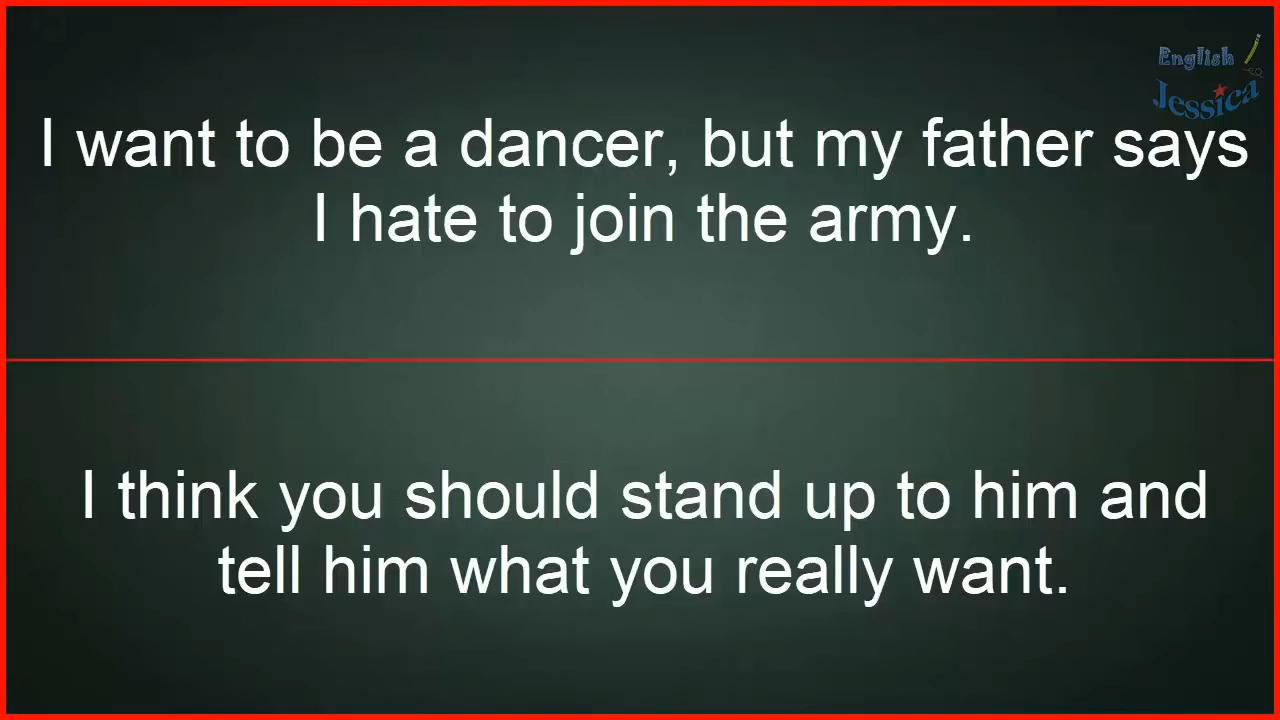 English
Jessica
I want to be a dancer, but my father says
I hate to join the army.
I think you should stand up to him and
tell him what you really want.